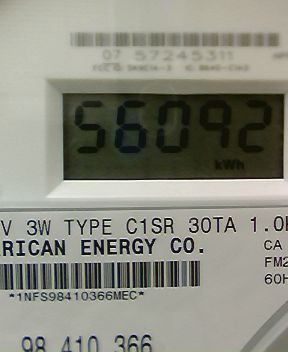 07 57245311
56092
kWh
V 3W TYPE C1SR 30TA 1.0
RICAN ENERGY CO.
CA
FM2
60H
*1NFS98410366MEC*
98 410 366